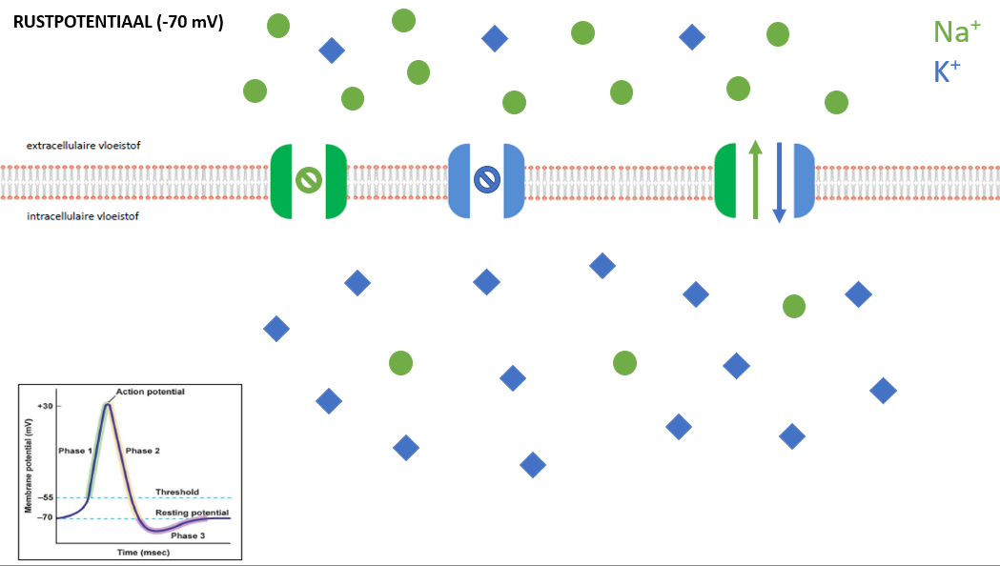 RUSTPOTENTIAAL (-70 mV)
Na+
K+
extracellulaire vloeistof
intracellulaire vloeistof
Action potential
+30
Phase 1
Phase 2
Membrane potential (mV)
Threshold
–55
Resting potential
–70
Phase 3
Time (msec)